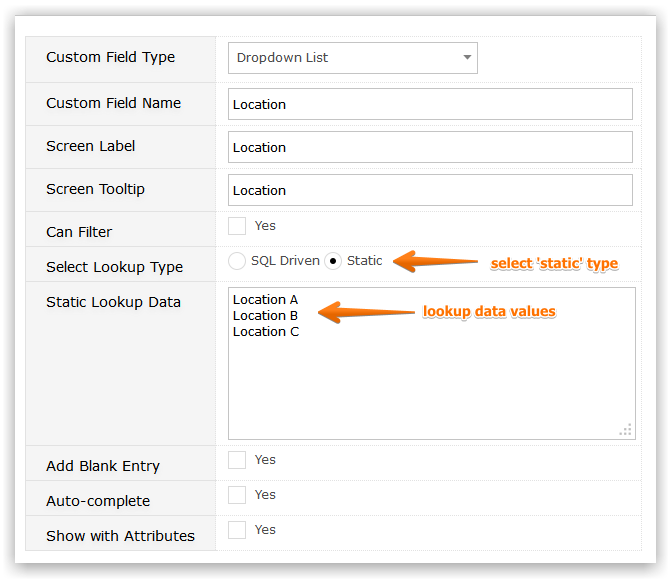 Custom Field Type
Dropdown List
Custom Field Name
Location
Screen Label
Location
Screen Tooltip
Location
Can Filter
Yes
Select Lookup Type
SQL Driven Static
select 'static' type
Static Lookup Data
Location A
Location B
Location C
lookup data values
Add Blank Entry
Yes
Auto-complete
Yes
Show with Attributes
Yes